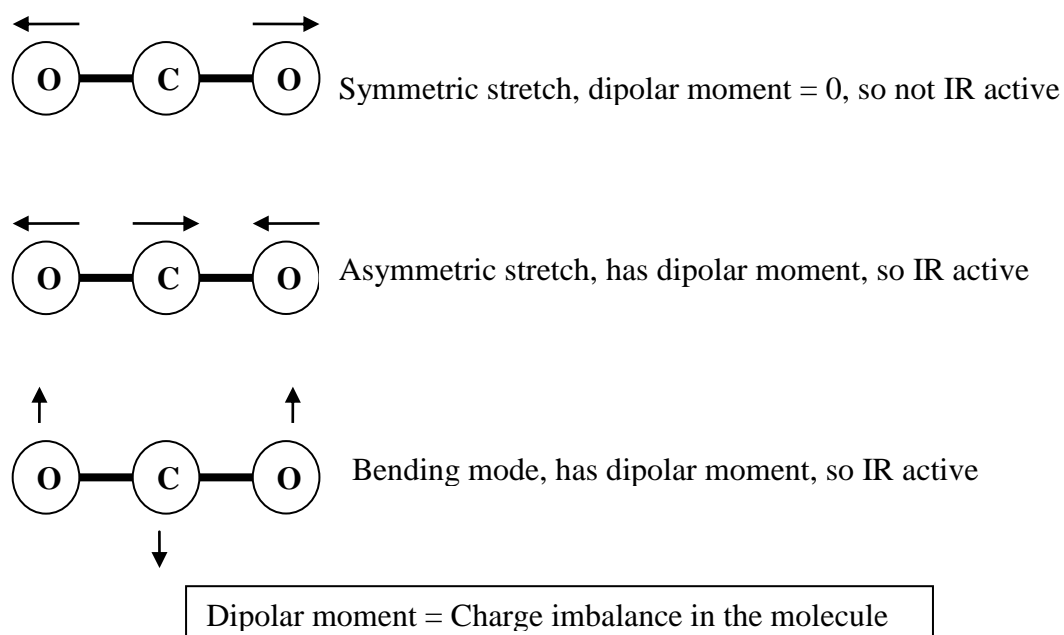 O C O Symmetric stretch, dipolar moment = 0, so not IR active
O C O Asymmetric stretch, has dipolar moment, so IR active
O C O Bending mode, has dipolar moment, so IR active
Dipolar moment = Charge imbalance in the molecule